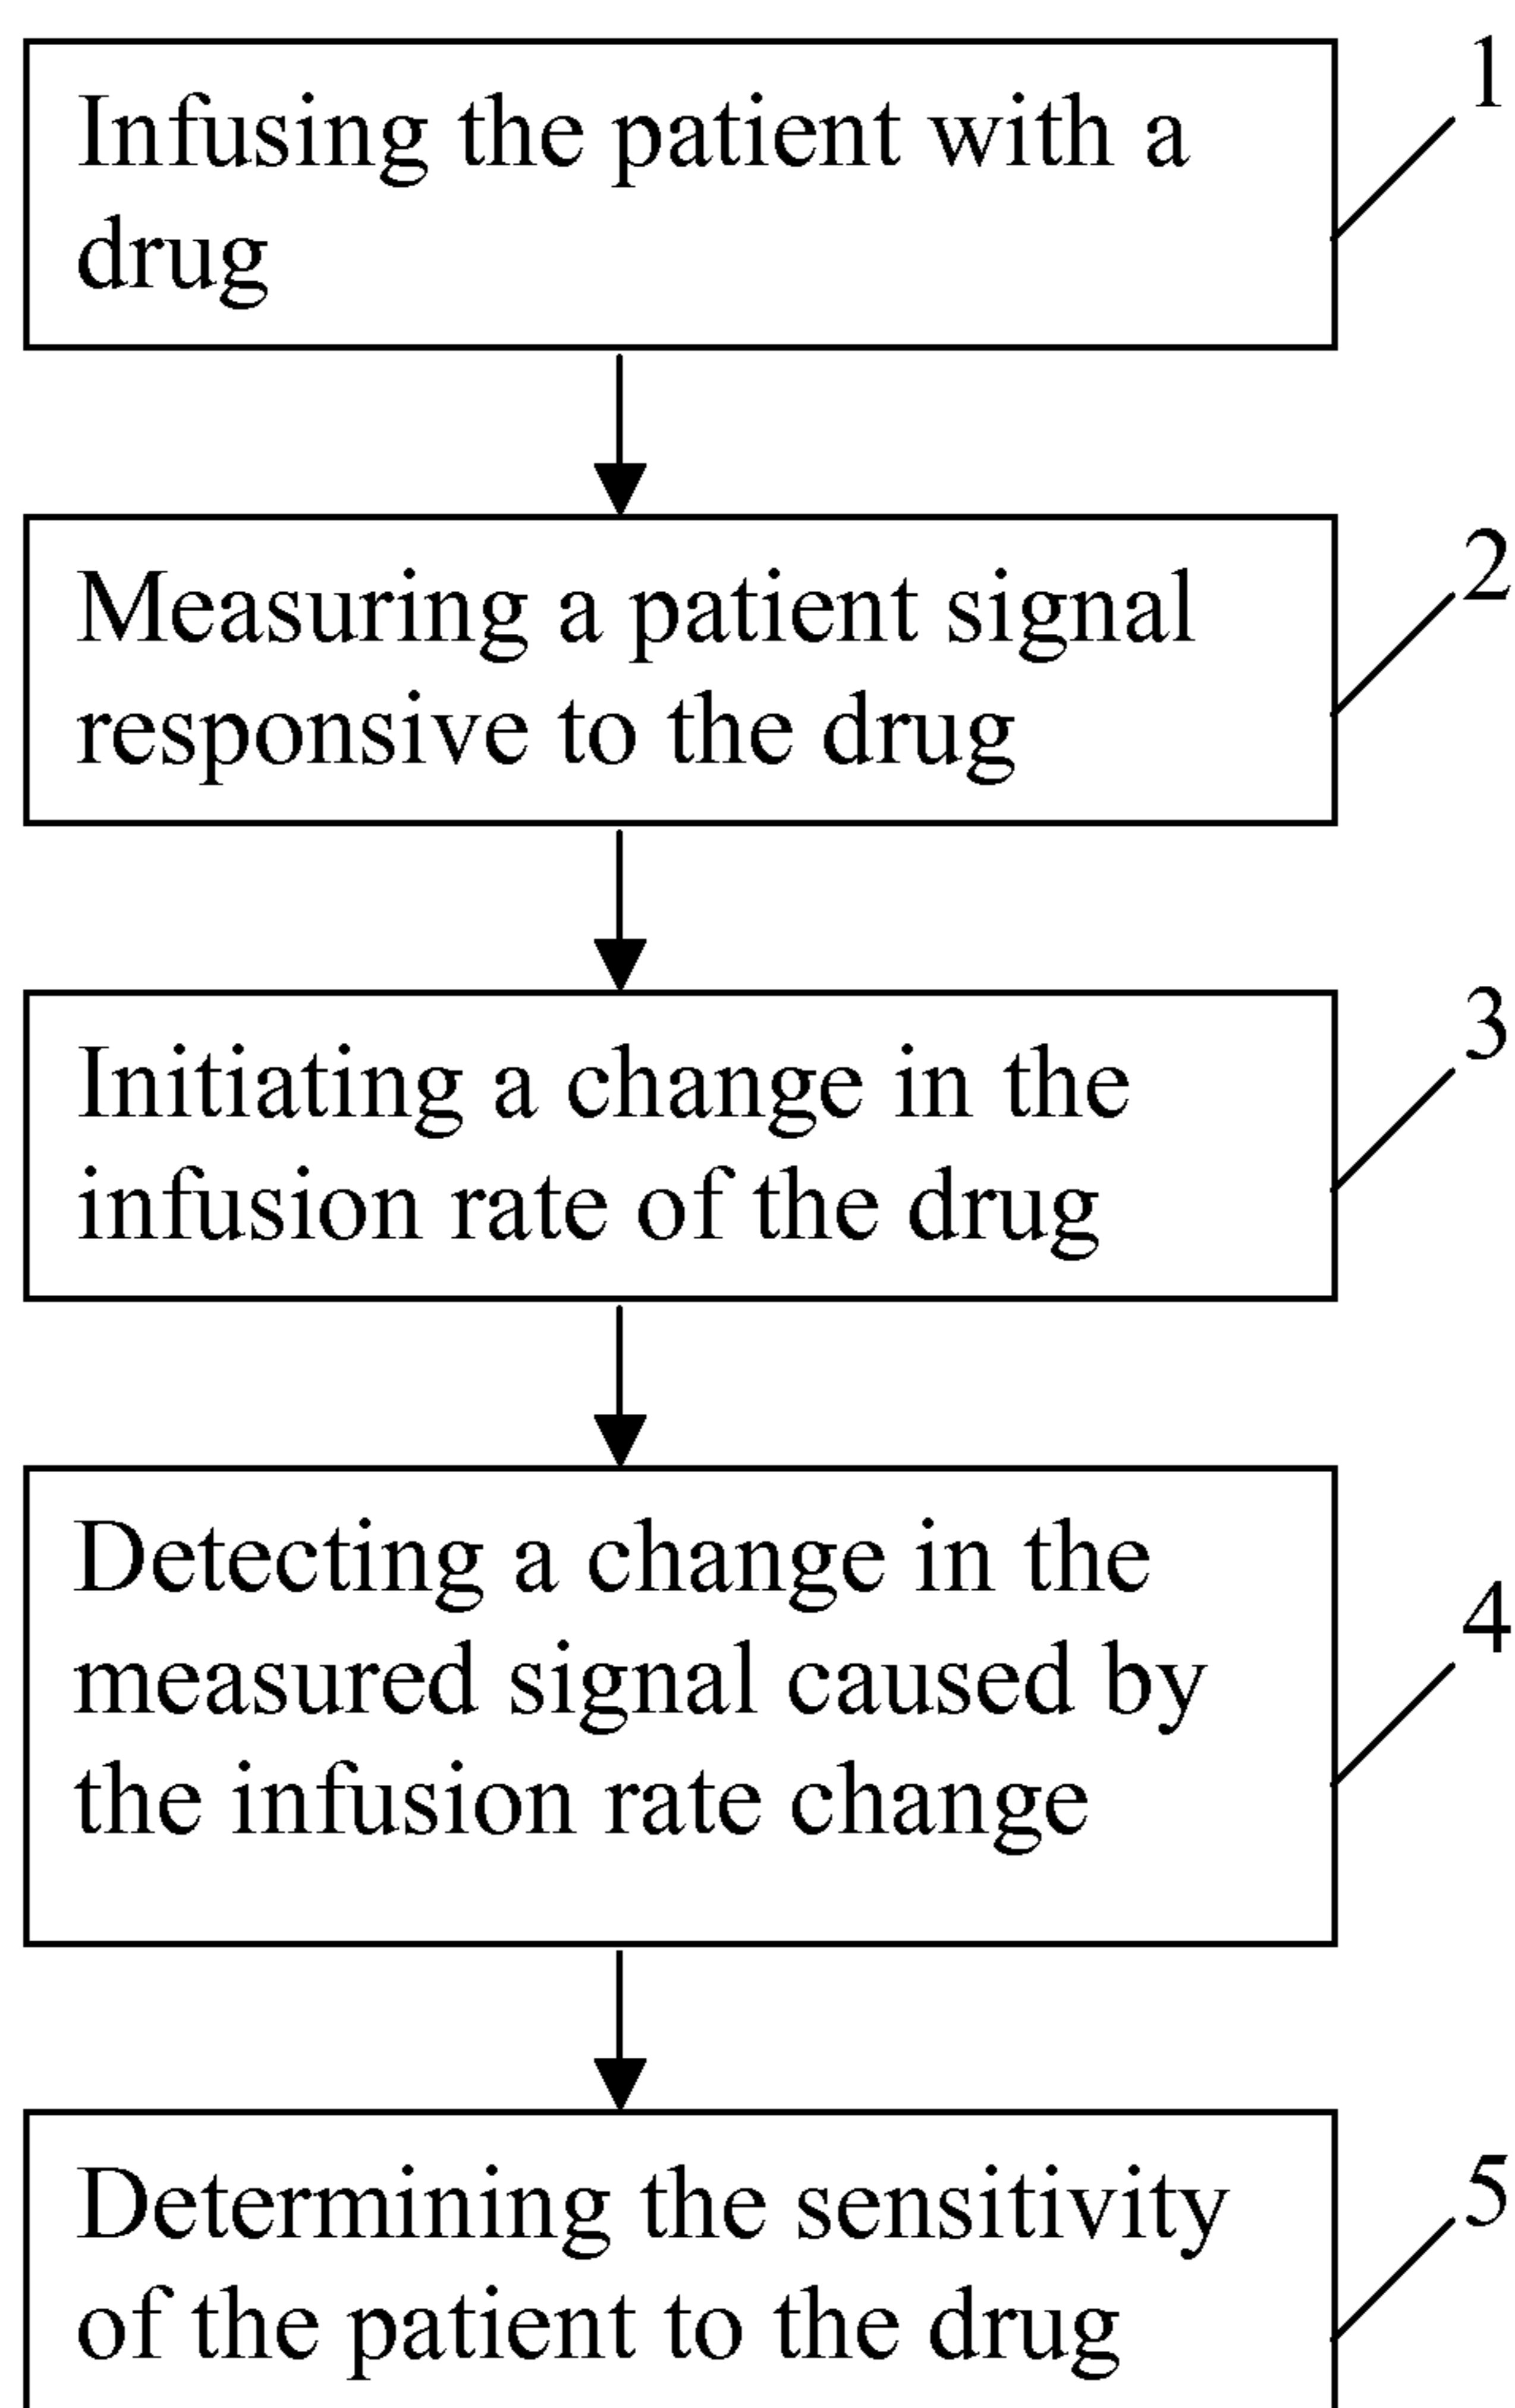 1
Infusing the patient with a
drug
2
Measuring a patient signal
responsive to the drug
3
Initiating a change in the
infusion rate of the drug
4
Detecting a change in the
measured signal caused by
the infusion rate change
5
Determining the sensitivity
of the patient to the drug